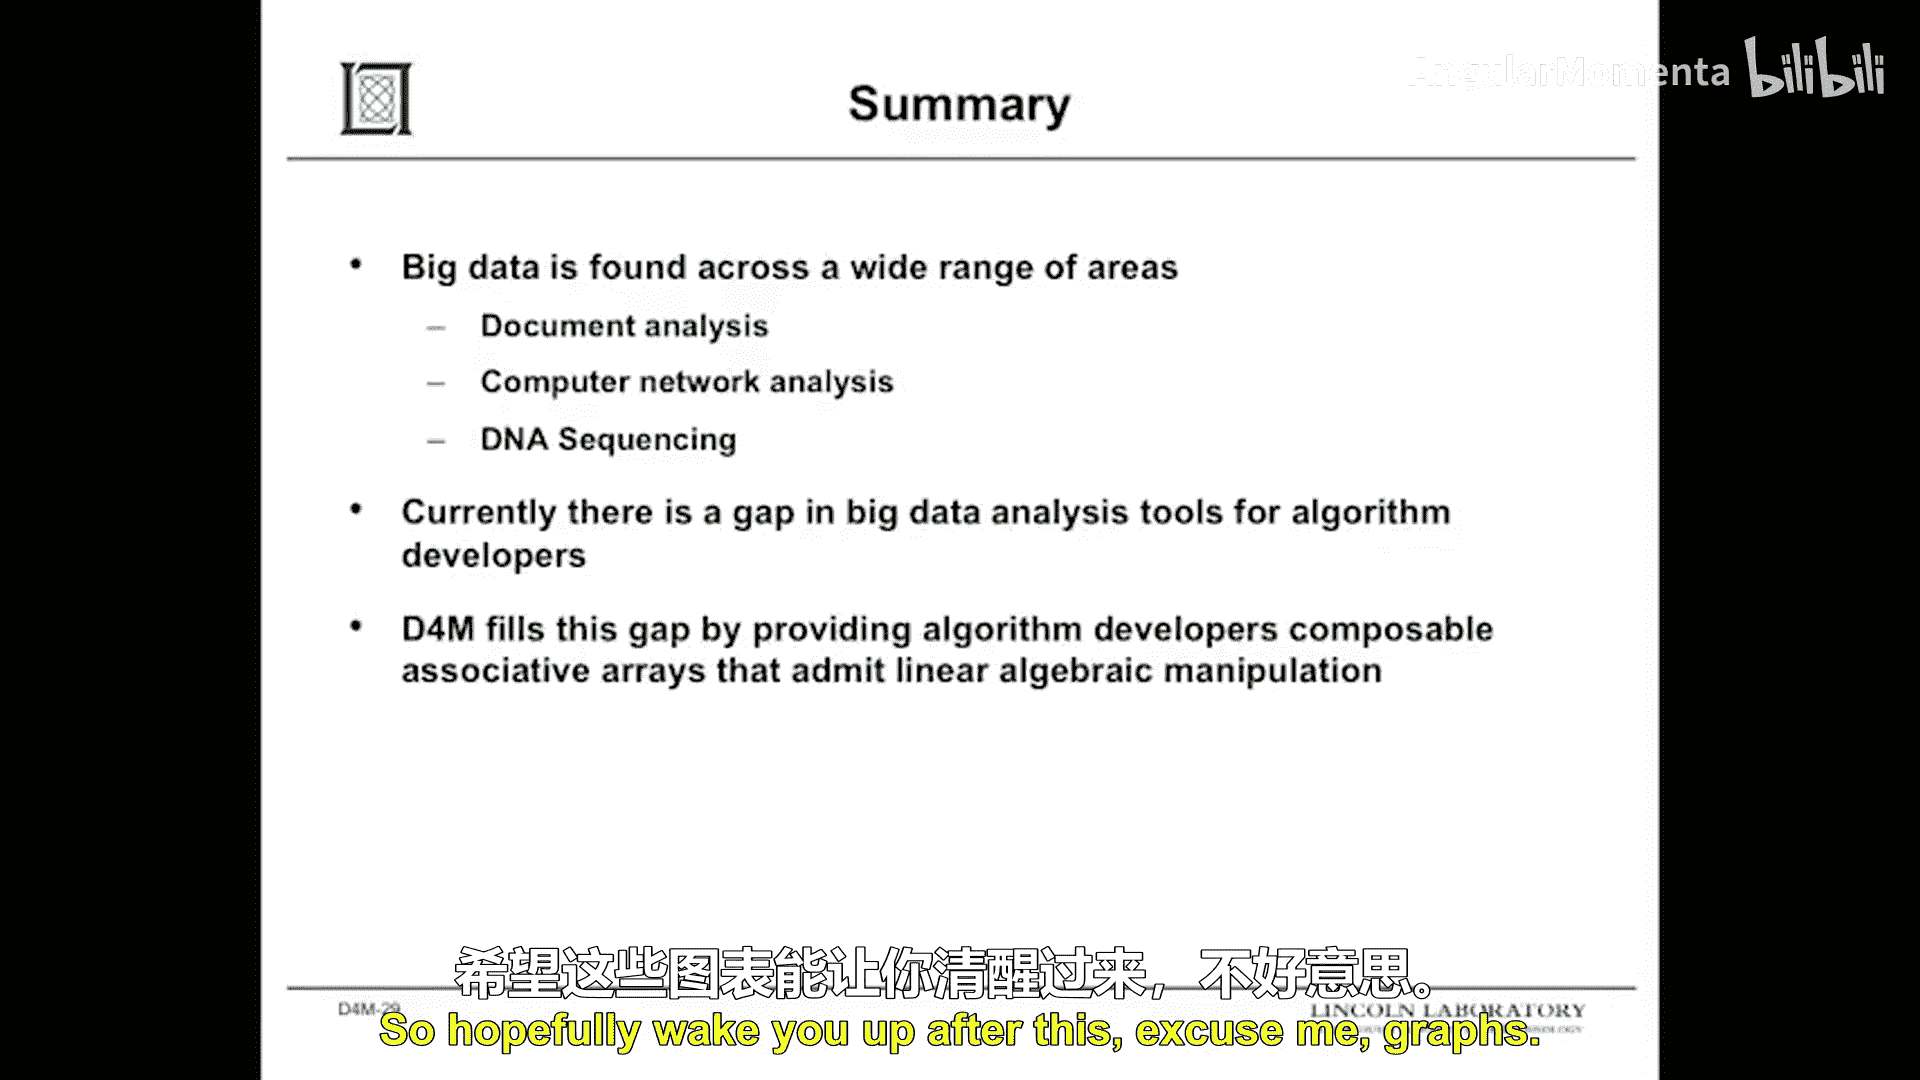 AngularMomenta bilibili
Summary
• Big data is found across a wide range of areas
– Document analysis
– Computer network analysis
– DNA Sequencing
• Currently there is a gap in big data analysis tools for algorithm
developers
• D4M fills this gap by providing algorithm developers composable
associative arrays that admit linear algebraic manipulation
希望这些图表能让你清醒过来，不好意思。
D4M-29
LINCOLN LABORATORY
So hopefully wake you up after this, excuse me, graphs.